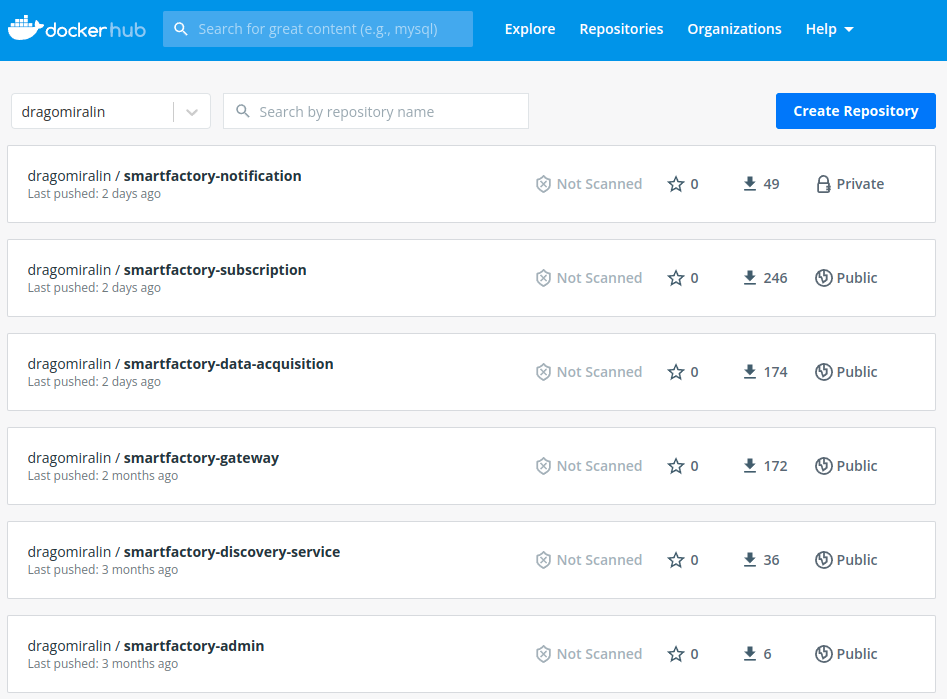 docker hub Search for great content (e.g., mysql) Explore Repositories Organizations Help
dragomiralin Search by repository name Create Repository
dragomiralin / smartfactory-notification Not Scanned 0 49 Private
Last pushed: 2 days ago
dragomiralin / smartfactory-subscription Not Scanned 0 246 Public
Last pushed: 2 days ago
dragomiralin / smartfactory-data-acquisition Not Scanned 0 174 Public
Last pushed: 2 days ago
dragomiralin / smartfactory-gateway Not Scanned 0 172 Public
Last pushed: 2 months ago
dragomiralin / smartfactory-discovery-service Not Scanned 0 36 Public
Last pushed: 3 months ago
dragomiralin / smartfactory-admin Not Scanned 0 6 Public
Last pushed: 3 months ago